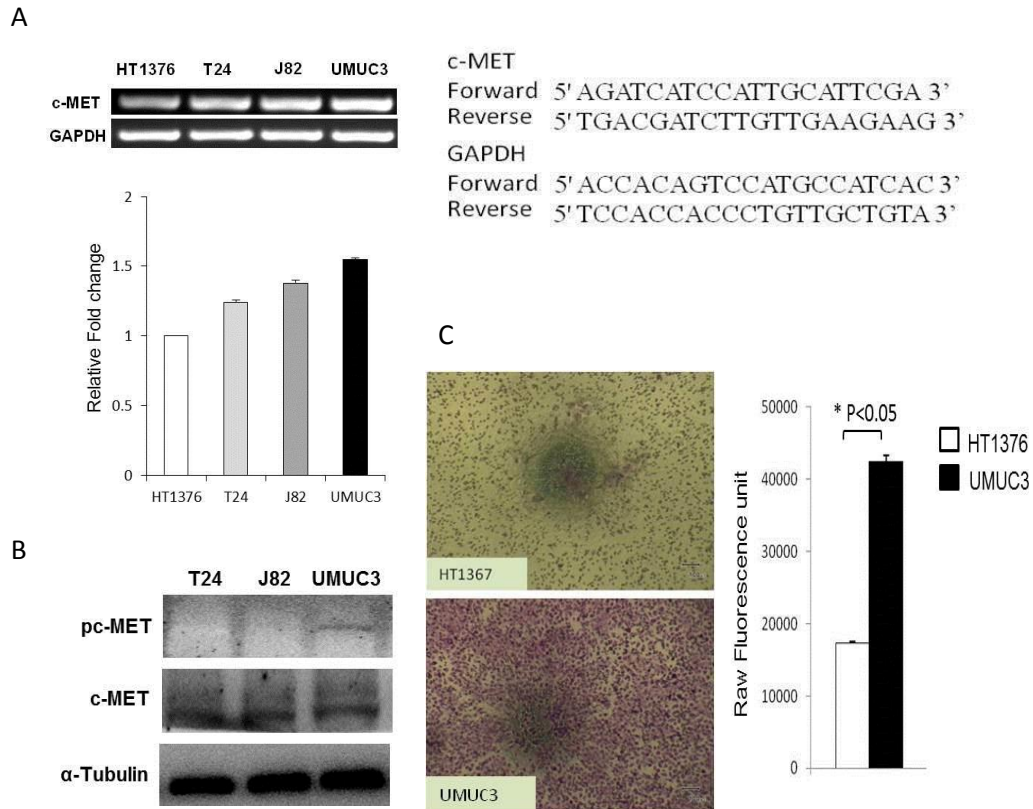 A
HT1376 T24 J82 UMUC3
c-MET
GAPDH
c-MET
Forward 5' AGATCATCCATTGCATTCGA 3'
Reverse 5' TGACGATCTTGTTGAAGAAG 3'
GAPDH
Forward 5' ACCACAGTCCATGCCATCAC 3'
Reverse 5' TCCACCACCCTGTTGCTGTA 3'
Relative Fold change
2
1.5
1
0.5
0
HT1376 T24 J82 UMUC3
B
T24 J82 UMUC3
pc-MET
c-MET
α-Tubulin
C
HT1367
UMUC3
Raw Fluorescence unit
50000
40000
30000
20000
10000
0
* P<0.05
HT1376
UMUC3